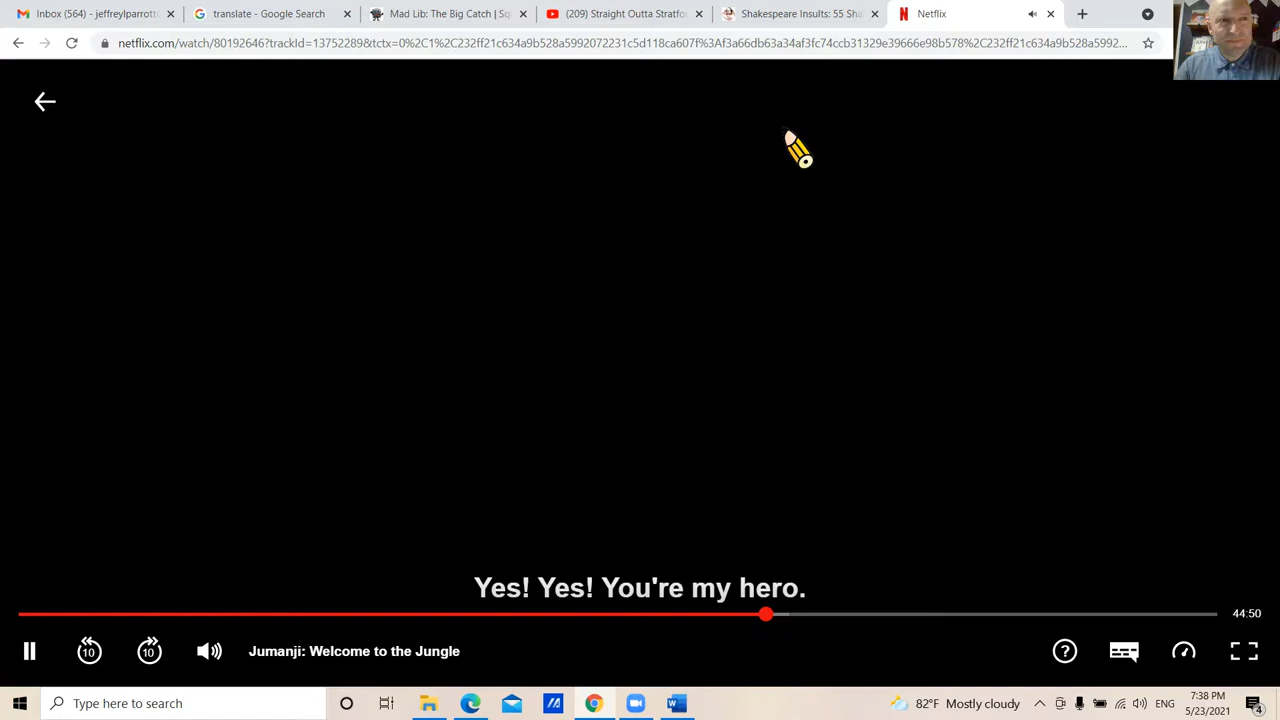 Inbox (564) - jeffreylparrott
translate - Google Search
Mad Lib: The Big Catch | Sq
(209) Straight Outta Stratfo
Shakespeare Insults: 55 Sha
Netflix
netflix.com/watch/80192646?trackId=13752289&tctx=0%2C1%2C232ff21c634a9b528a5992072231c5d118ca607f%3Af3a66db63a34af3fc74ccb31329e39666e98b578%2C232ff21c634a9b528a5992...
Yes! Yes! You're my hero.
44:50
10
10
Jumanji: Welcome to the Jungle
?
Type here to search
82°F Mostly cloudy
ENG
7:38 PM
5/23/2021
4